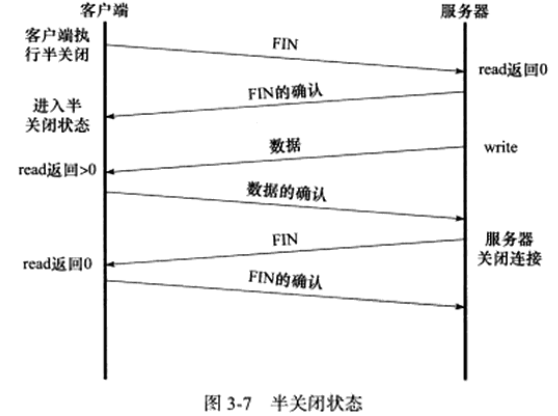 客户端
服务器
客户端执
行半关闭
FIN
read返回0
FIN的确认
进入半
关闭状态
数据
write
read返回>0
数据的确认
FIN
服务器
关闭连接
read返回0
FIN的确认
图 3-7 半关闭状态